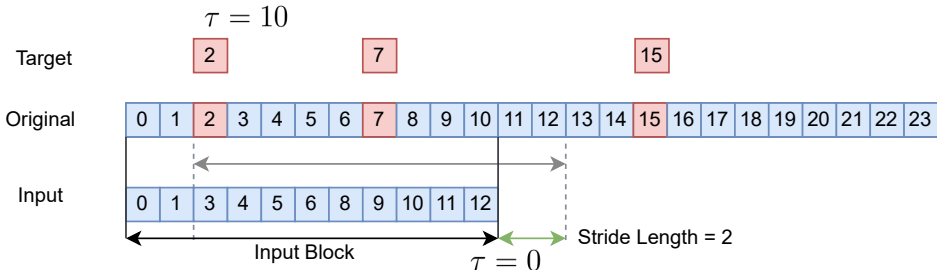 τ = 10
Target 2 7 15
Original 0 1 2 3 4 5 6 7 8 9 10 11 12 13 14 15 16 17 18 19 20 21 22 23
Input 0 1 3 4 5 6 8 9 10 11 12
Stride Length = 2
Input Block
τ = 0